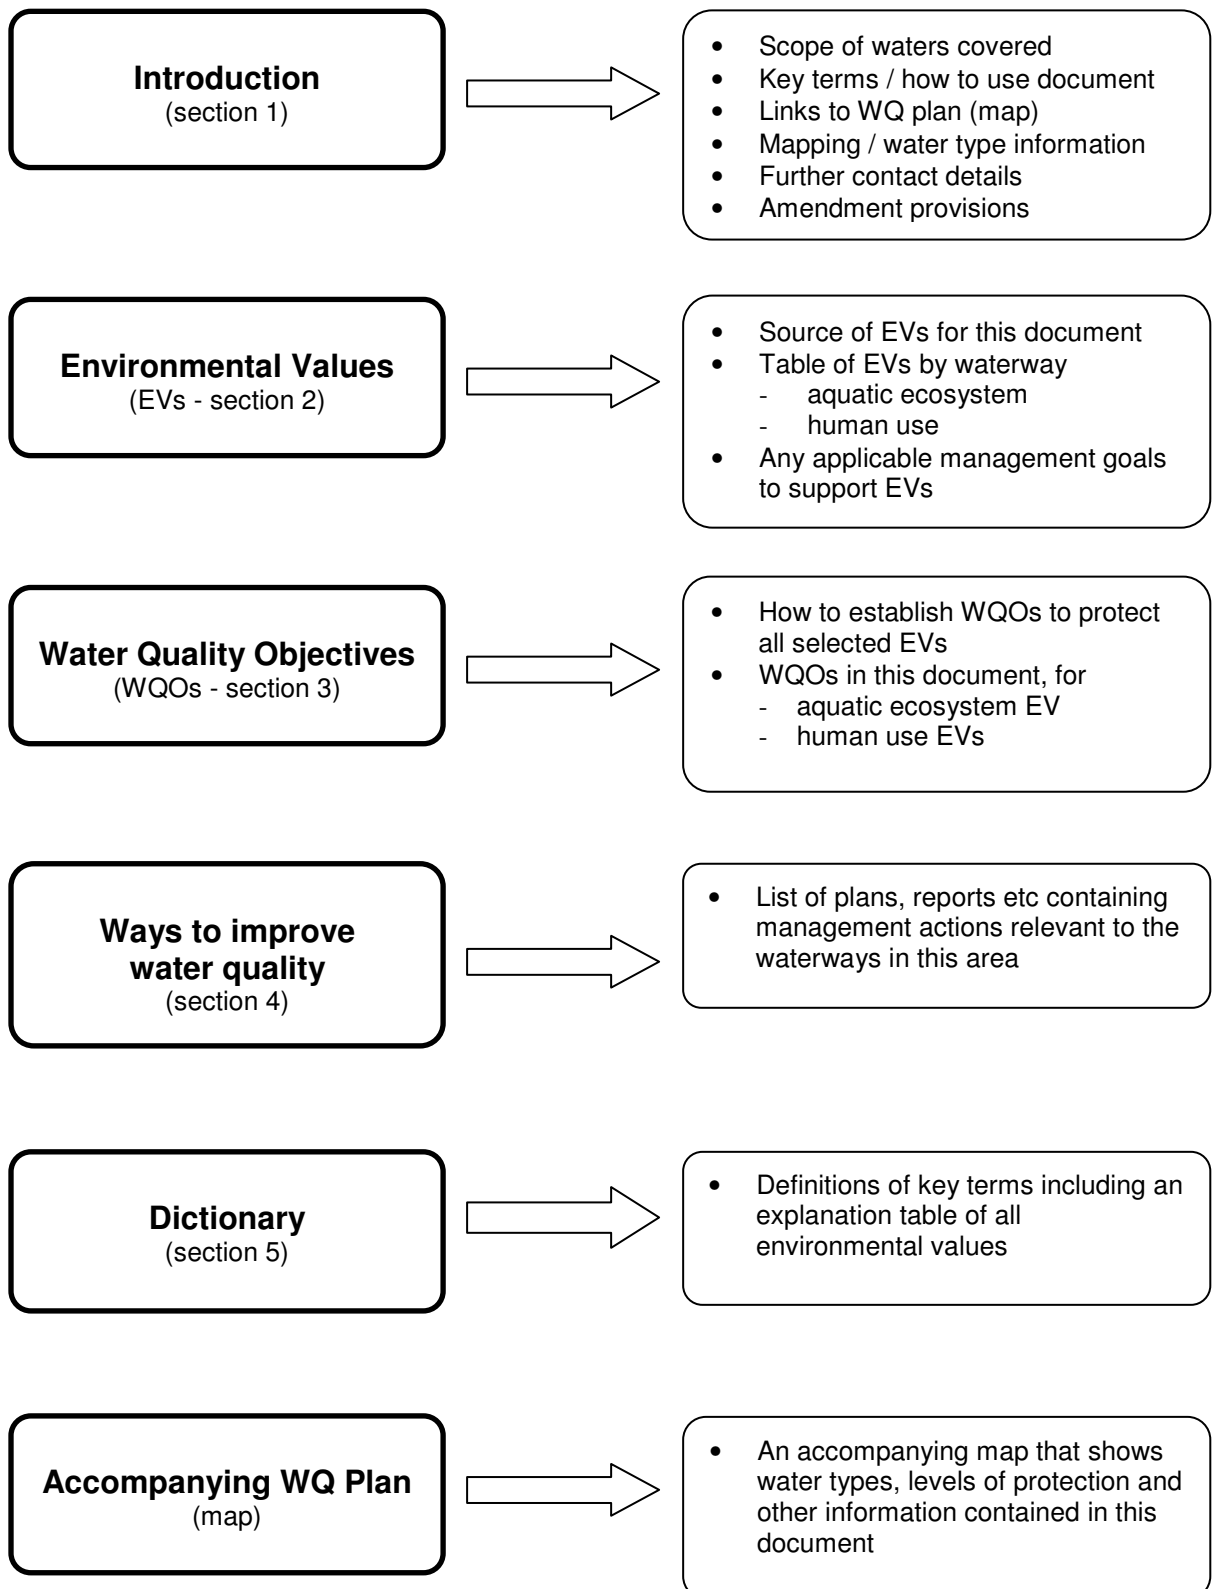 Introduction
(section 1)
• Scope of waters covered
• Key terms / how to use document
• Links to WQ plan (map)
• Mapping / water type information
• Further contact details
• Amendment provisions
Environmental Values
(EVs - section 2)
• Source of EVs for this document
• Table of EVs by waterway
- aquatic ecosystem
- human use
• Any applicable management goals
to support EVs
Water Quality Objectives
(WQOs - section 3)
• How to establish WQOs to protect
all selected EVs
• WQOs in this document, for
- aquatic ecosystem EV
- human use EVs
Ways to improve
water quality
(section 4)
• List of plans, reports etc containing
management actions relevant to the
waterways in this area
Dictionary
(section 5)
• Definitions of key terms including an
explanation table of all
environmental values
Accompanying WQ Plan
(map)
• An accompanying map that shows
water types, levels of protection and
other information contained in this
document